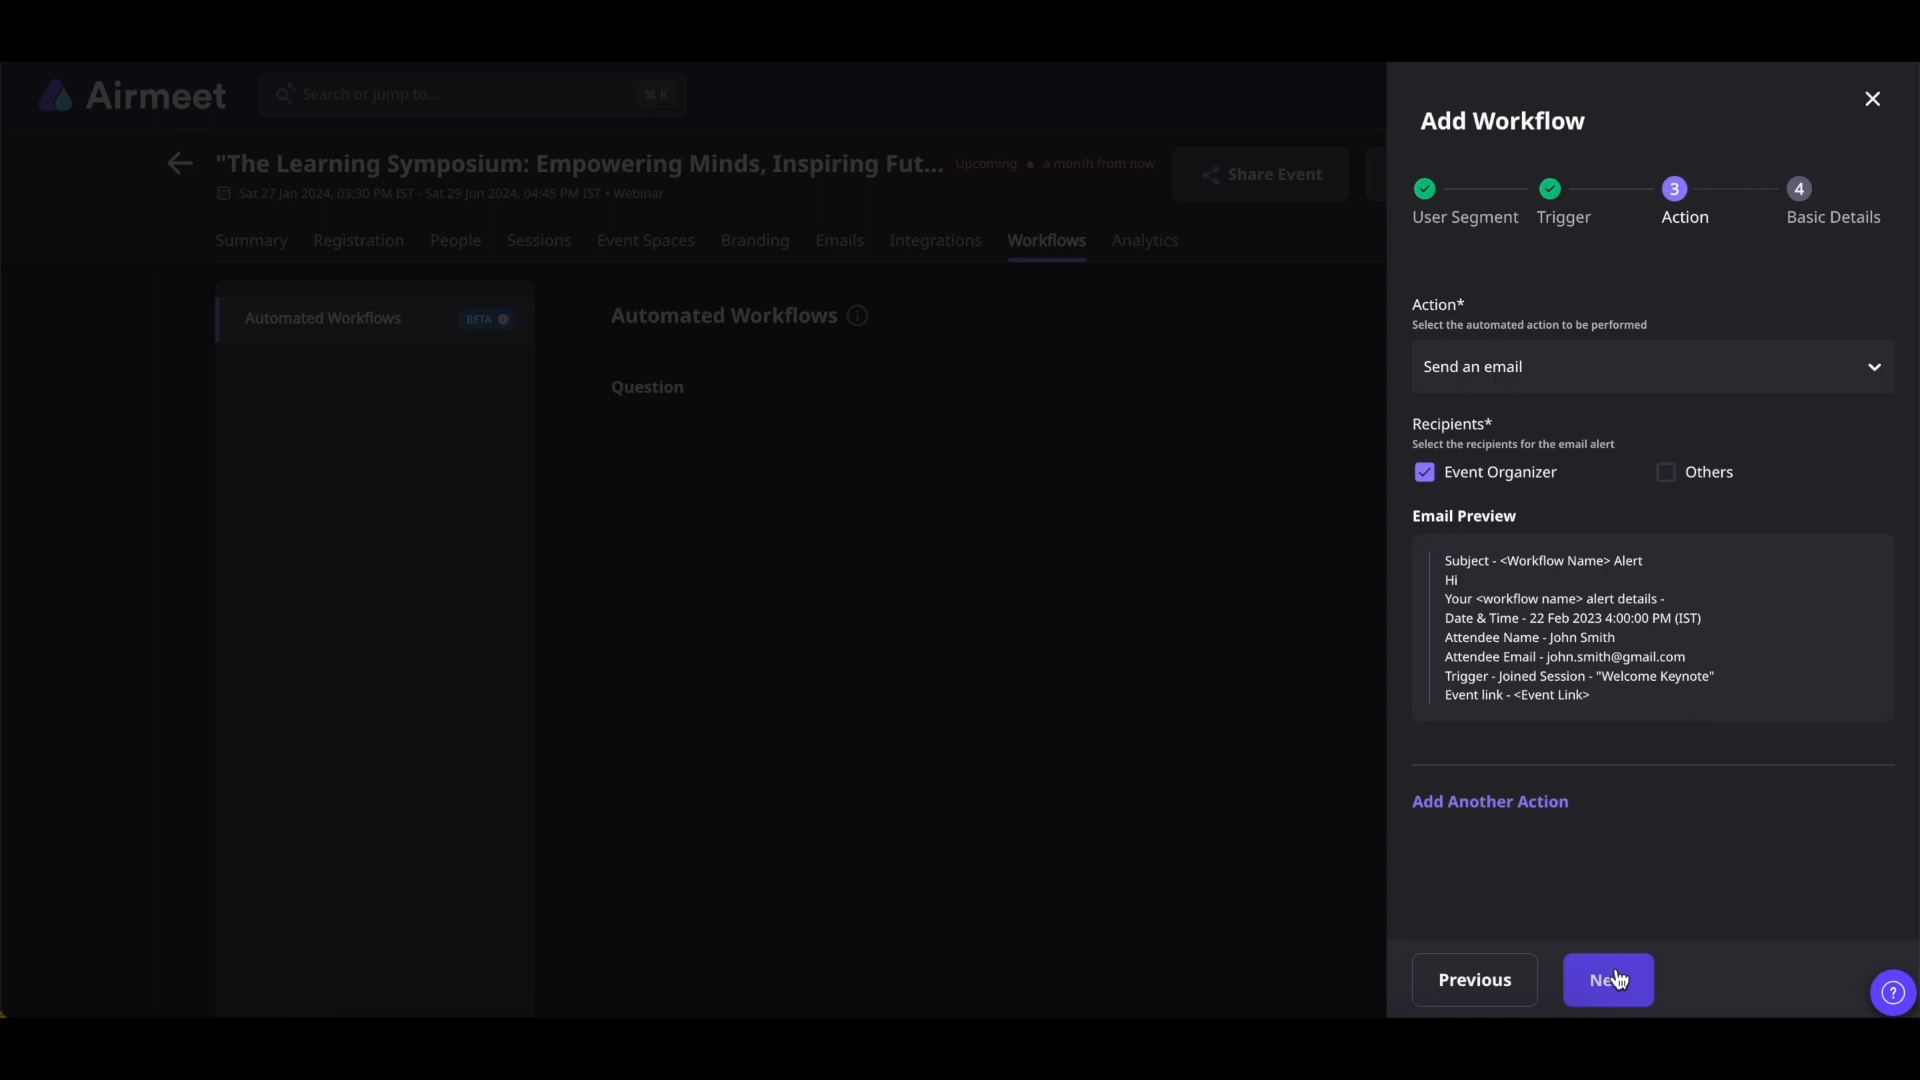 Airmeet
Search or jump to...
⌘ K
"The Learning Symposium: Empowering Minds, Inspiring Fut...
Upcoming • a month from now
Share Event
Sat 27 Jan 2024, 03:30 PM IST - Sat 29 Jun 2024, 04:45 PM IST • Webinar
Summary Registration People Sessions Event Spaces Branding Emails Integrations Workflows Analytics
Automated Workflows BETA
Automated Workflows
Question
Add Workflow
3 4
User Segment Trigger Action Basic Details
Action*
Select the automated action to be performed
Send an email
Recipients*
Select the recipients for the email alert
Event Organizer Others
Email Preview
Subject - <Workflow Name> Alert
Hi
Your <workflow name> alert details -
Date & Time - 22 Feb 2023 4:00:00 PM (IST)
Attendee Name - John Smith
Attendee Email - john.smith@gmail.com
Trigger - Joined Session - "Welcome Keynote"
Event link - <Event Link>
Add Another Action
Previous